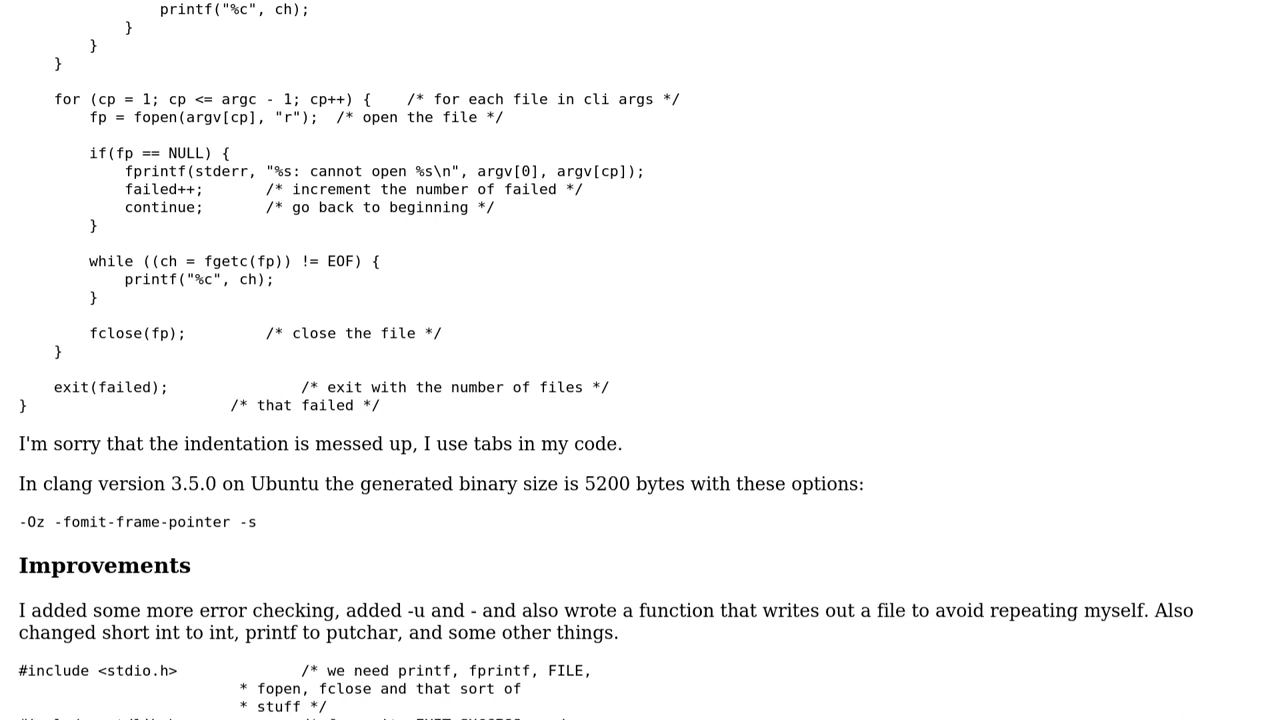 printf("%c", ch);
            }
        }
    }

    for (cp = 1; cp <= argc - 1; cp++) {    /* for each file in cli args */
        fp = fopen(argv[cp], "r");  /* open the file */

        if(fp == NULL) {
            fprintf(stderr, "%s: cannot open %s\n", argv[0], argv[cp]);
            failed++;       /* increment the number of failed */
            continue;       /* go back to beginning */
        }

        while ((ch = fgetc(fp)) != EOF) {
            printf("%c", ch);
        }

        fclose(fp);         /* close the file */
    }

    exit(failed);               /* exit with the number of files */
}                       /* that failed */
I'm sorry that the indentation is messed up, I use tabs in my code.
In clang version 3.5.0 on Ubuntu the generated binary size is 5200 bytes with these options:
-Oz -fomit-frame-pointer -s
Improvements
I added some more error checking, added -u and - and also wrote a function that writes out a file to avoid repeating myself. Also
changed short int to int, printf to putchar, and some other things.
#include <stdio.h>              /* we need printf, fprintf, FILE,
                         * fopen, fclose and that sort of
                         * stuff */